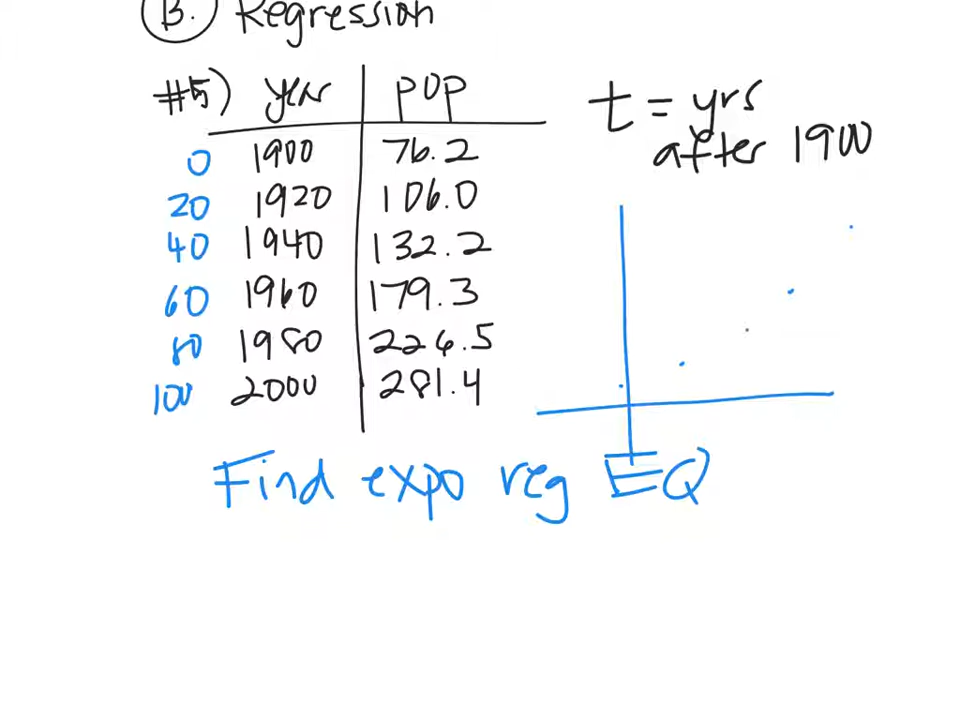 B. Regression
#5) year pop
0 1900 76.2
20 1920 106.0
40 1940 132.2
60 1960 179.3
80 1980 226.5
100 2000 281.4
t = yrs
after 1900
Find expo reg EQ